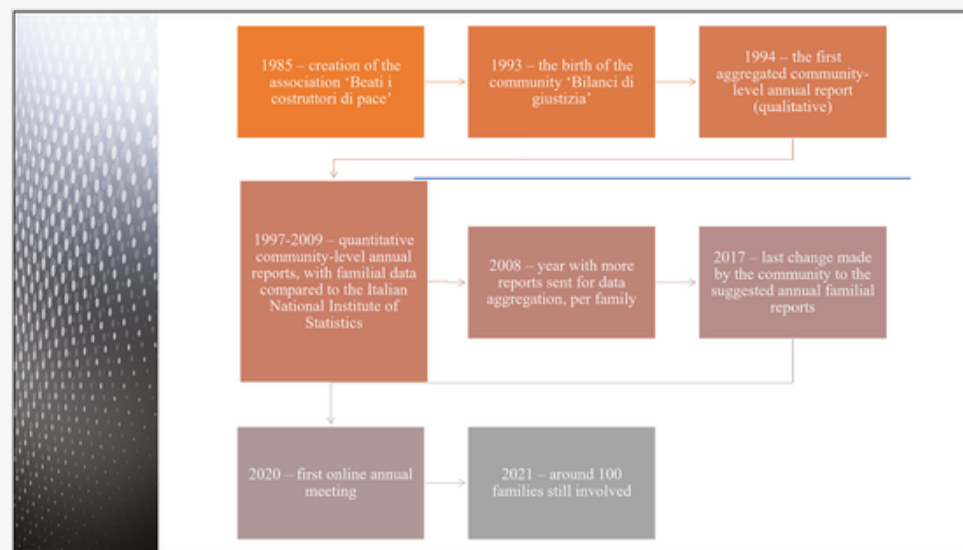 1985 – creation of the
association ‘Beati i
costruttori di pace’
1993 – the birth of the
community ‘Bilanci di
giustizia’
1994 – the first
aggregated community-
level annual report
(qualitative)
1997-2009 – quantitative
community-level annual
reports, with familial data
compared to the Italian
National Institute of
Statistics
2008 – year with more
reports sent for data
aggregation, per family
2017 – last change made
by the community to the
suggested annual familial
reports
2020 – first online annual
meeting
2021 – around 100
families still involved